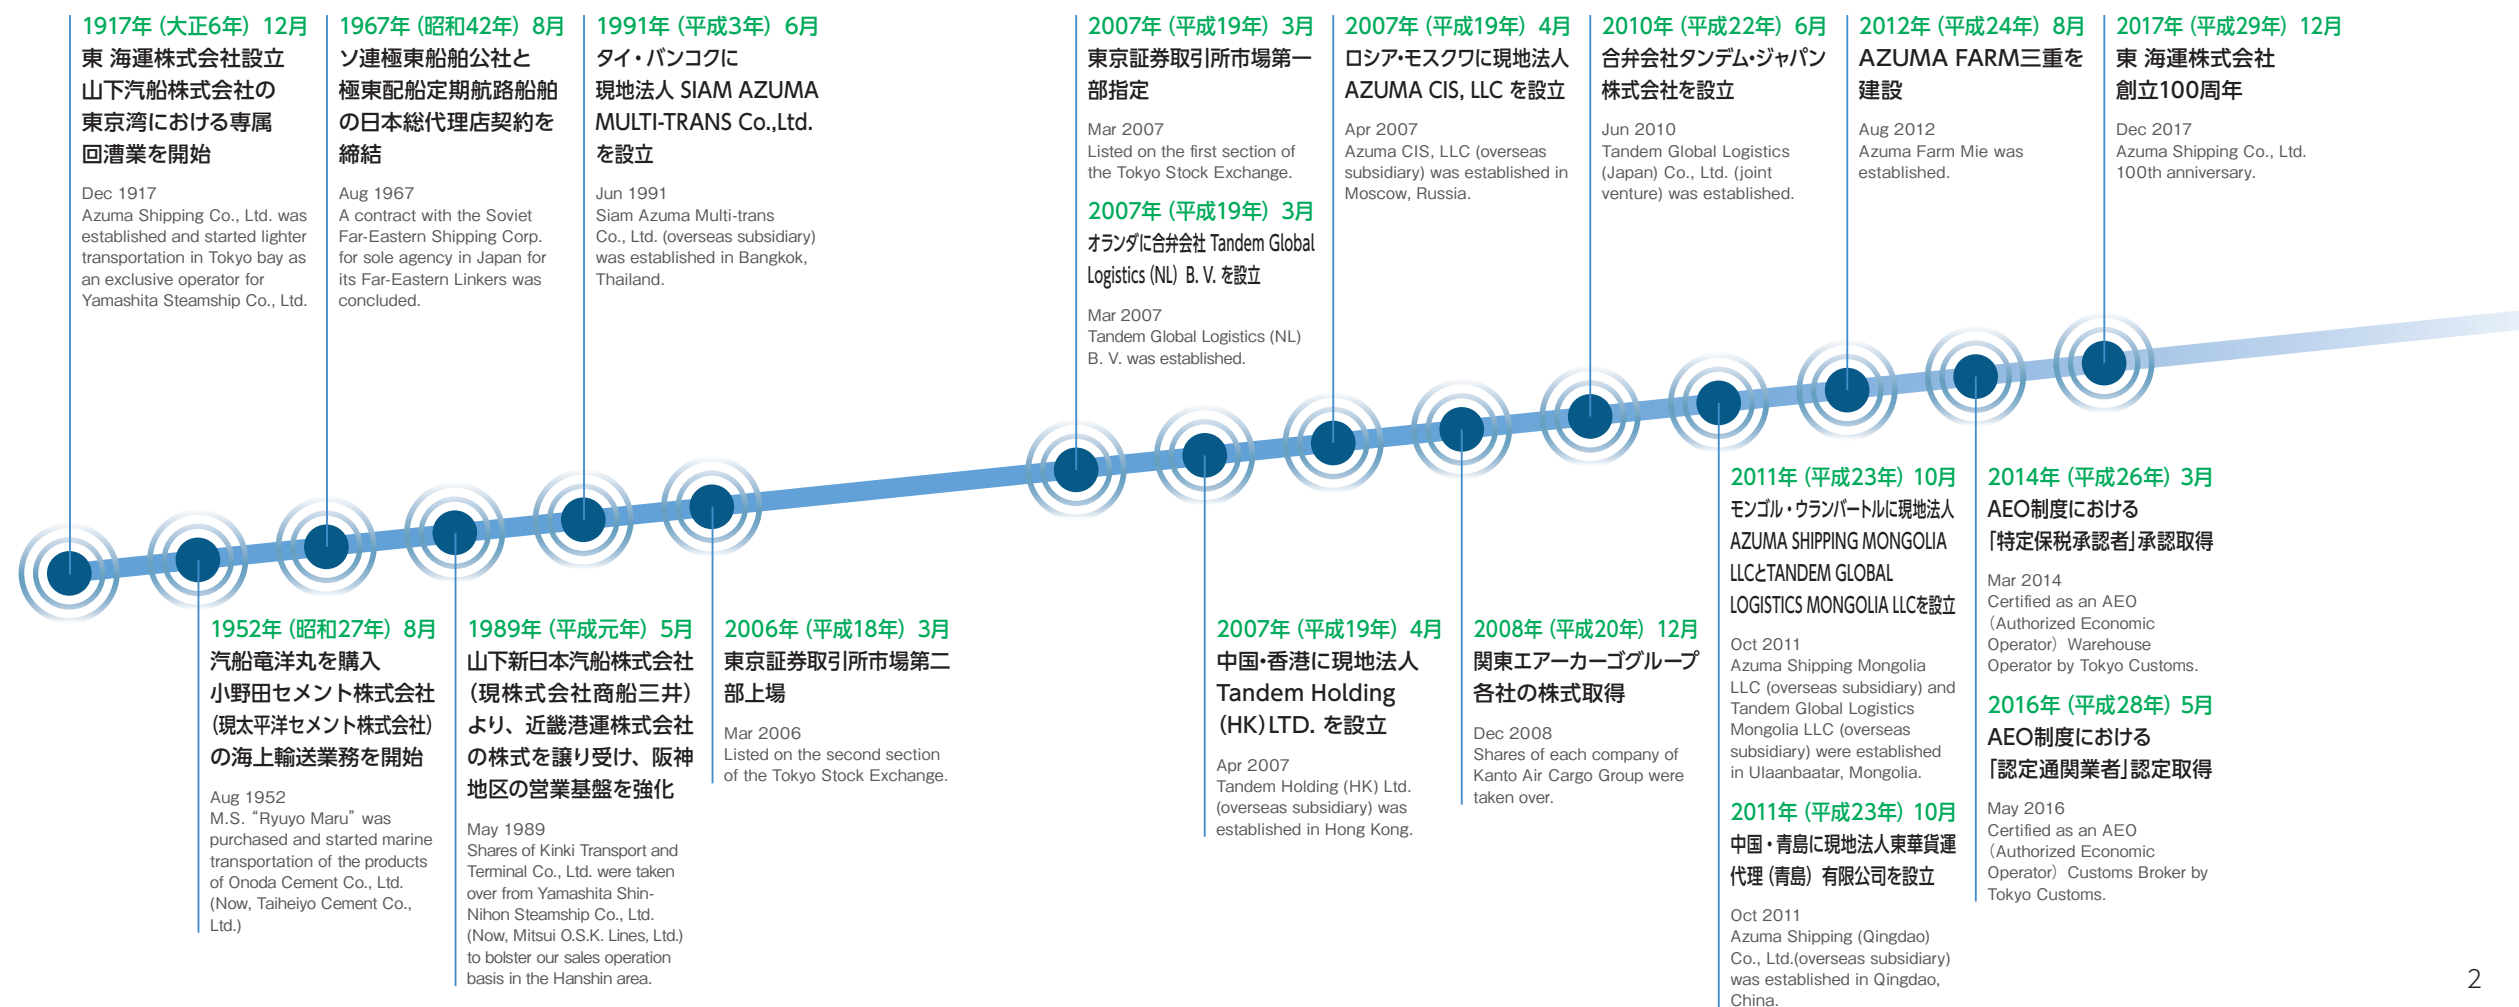 1917年（大正6年）12月
東 海運株式会社設立
山下汽船株式会社の
東京湾における専属
回漕業を開始
Dec 1917
Azuma Shipping Co., Ltd. was
established and started lighter
transportation in Tokyo bay as
an exclusive operator for
Yamashita Steamship Co., Ltd.
1967年（昭和42年）8月
ソ連極東船舶公社と
極東配船定期航路船舶
の日本総代理店契約を
締結
Aug 1967
A contract with the Soviet
Far-Eastern Shipping Corp.
for sole agency in Japan for
its Far-Eastern Linkers was
concluded.
1991年（平成3年）6月
タイ・バンコクに
現地法人 SIAM AZUMA
MULTI-TRANS Co.,Ltd.
を設立
Jun 1991
Siam Azuma Multi-trans
Co., Ltd. (overseas subsidiary)
was established in Bangkok,
Thailand.
2007年（平成19年）3月
東京証券取引所市場第一
部指定
Mar 2007
Listed on the first section of
the Tokyo Stock Exchange.
2007年（平成19年）3月
オランダに合弁会社 Tandem Global
Logistics（NL）B. V. を設立
Mar 2007
Tandem Global Logistics (NL)
B. V. was established.
2007年（平成19年）4月
ロシア・モスクワに現地法人
AZUMA CIS, LLC を設立
Apr 2007
Azuma CIS, LLC (overseas
subsidiary) was established in
Moscow, Russia.
2010年（平成22年）6月
合弁会社タンデム・ジャパン
株式会社を設立
Jun 2010
Tandem Global Logistics
(Japan) Co., Ltd. (joint
venture) was established.
2012年（平成24年）8月
AZUMA FARM三重を
建設
Aug 2012
Azuma Farm Mie was
established.
2017年（平成29年）12月
東 海運株式会社
創立100周年
Dec 2017
Azuma Shipping Co., Ltd.
100th anniversary.
1952年（昭和27年）8月
汽船竜洋丸を購入
小野田セメント株式会社
（現太平洋セメント株式会社）
の海上輸送業務を開始
Aug 1952
M.S. “Ryuyo Maru” was
purchased and started marine
transportation of the products
of Onoda Cement Co., Ltd.
(Now, Taiheiyo Cement Co.,
Ltd.)
1989年（平成元年）5月
山下新日本汽船株式会社
（現株式会社商船三井）
より、近畿港運株式会社
の株式を譲り受け、阪神
地区の営業基盤を強化
May 1989
Shares of Kinki Transport and
Terminal Co., Ltd. were taken
over from Yamashita Shin-
Nihon Steamship Co., Ltd.
(Now, Mitsui O.S.K. Lines, Ltd.)
to bolster our sales operation
basis in the Hanshin area.
2006年（平成18年）3月
東京証券取引所市場第二
部上場
Mar 2006
Listed on the second section
of the Tokyo Stock Exchange.
2007年（平成19年）4月
中国・香港に現地法人
Tandem Holding
（HK）LTD. を設立
Apr 2007
Tandem Holding (HK) Ltd.
(overseas subsidiary) was
established in Hong Kong.
2008年（平成20年）12月
関東エアーカーゴグループ
各社の株式取得
Dec 2008
Shares of each company of
Kanto Air Cargo Group were
taken over.
2011年（平成23年）10月
モンゴル・ウランバートルに現地法人
AZUMA SHIPPING MONGOLIA
LLCとTANDEM GLOBAL
LOGISTICS MONGOLIA LLCを設立
Oct 2011
Azuma Shipping Mongolia
LLC (overseas subsidiary) and
Tandem Global Logistics
Mongolia LLC (overseas
subsidiary) were established
in Ulaanbaatar, Mongolia.
2011年（平成23年）10月
中国・青島に現地法人東華貨運
代理（青島）有限公司を設立
Oct 2011
Azuma Shipping (Qingdao)
Co., Ltd.(overseas subsidiary)
was established in Qingdao,
China.
2014年（平成26年）3月
AEO制度における
「特定保税承認者」承認取得
Mar 2014
Certified as an AEO
（Authorized Economic
Operator）Warehouse
Operator by Tokyo Customs.
2016年（平成28年）5月
AEO制度における
「認定通関業者」認定取得
May 2016
Certified as an AEO
（Authorized Economic
Operator）Customs Broker by
Tokyo Customs.
2